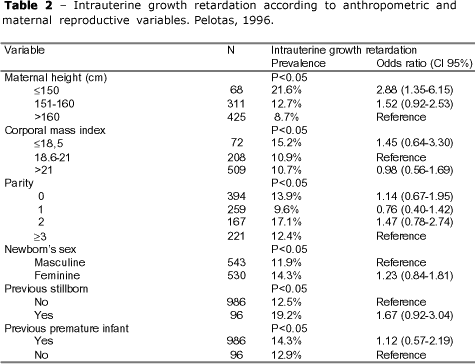 Table 2 – Intrauterine growth retardation according to anthropometric and
maternal reproductive variables. Pelotas, 1996.
Variable N Intrauterine growth retardation
Prevalence Odds ratio (CI 95%)
Maternal height (cm) P<0.05
≤150 68 21.6% 2.88 (1.35-6.15)
151-160 311 12.7% 1.52 (0.92-2.53)
>160 425 8.7% Reference
Corporal mass index P<0.05
≤18,5 72 15.2% 1.45 (0.64-3.30)
18.6-21 208 10.9% Reference
>21 509 10.7% 0.98 (0.56-1.69)
Parity P<0.05
0 394 13.9% 1.14 (0.67-1.95)
1 259 9.6% 0.76 (0.40-1.42)
2 167 17.1% 1.47 (0.78-2.74)
≥3 221 12.4% Reference
Newborn's sex P<0.05
Masculine 543 11.9% Reference
Feminine 530 14.3% 1.23 (0.84-1.81)
Previous stillborn P<0.05
No 986 12.5% Reference
Yes 96 19.2% 1.67 (0.92-3.04)
Previous premature infant P<0.05
Yes 986 14.3% 1.12 (0.57-2.19)
No 96 12.9% Reference